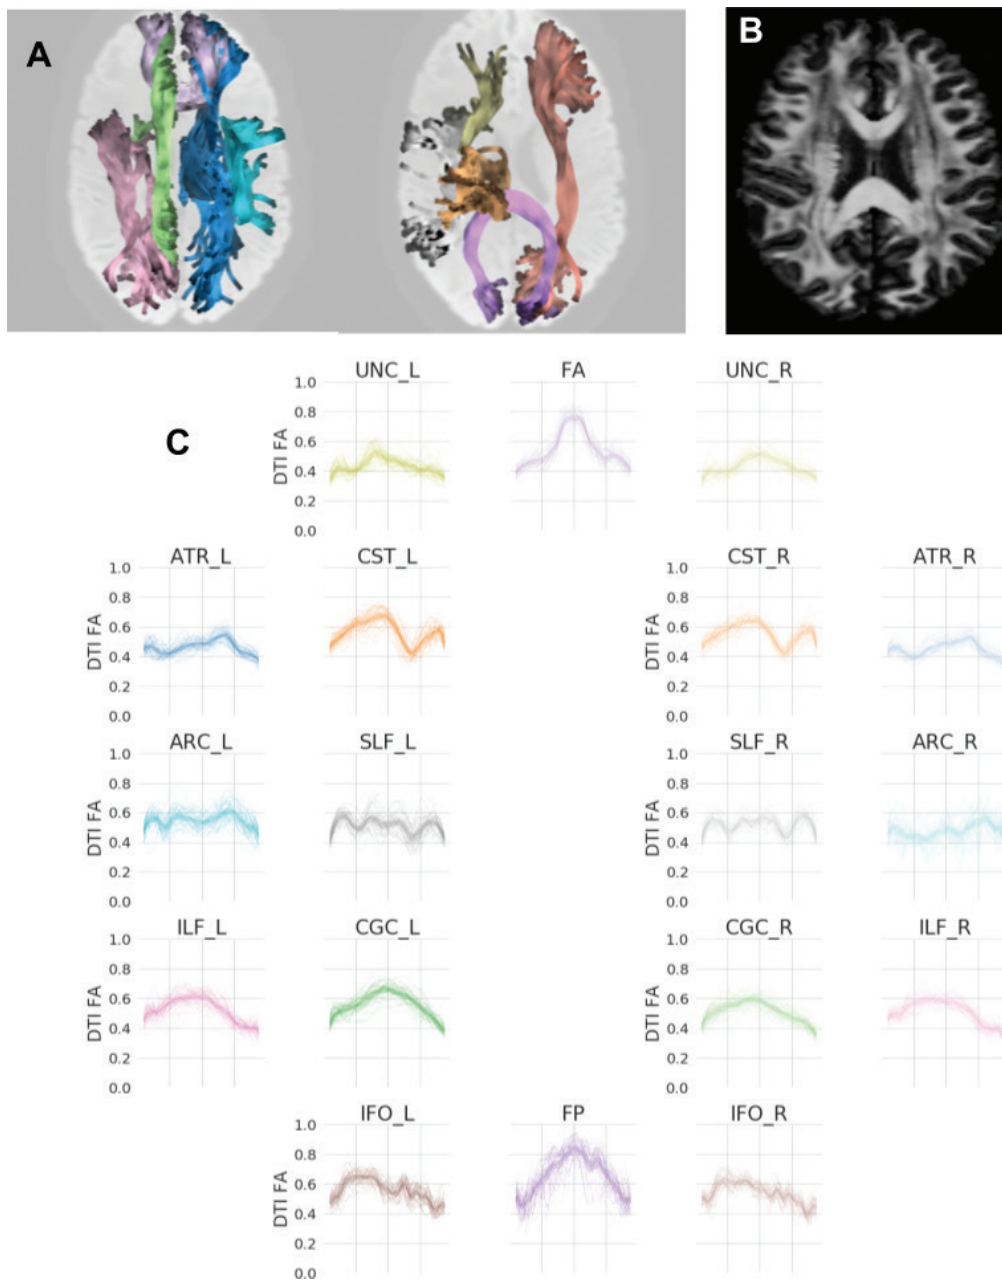 A
B
C
UNC_L FA UNC_R
1.0
0.8
0.6
0.4
0.2
0.0
DTI FA
ATR_L CST_L CST_R ATR_R
1.0 1.0
0.8 0.8
0.6 0.6
0.4 0.4
0.2 0.2
0.0 0.0
DTI FA DTI FA
ARC_L SLF_L SLF_R ARC_R
1.0 1.0
0.8 0.8
0.6 0.6
0.4 0.4
0.2 0.2
0.0 0.0
DTI FA DTI FA
ILF_L CGC_L CGC_R ILF_R
1.0 1.0
0.8 0.8
0.6 0.6
0.4 0.4
0.2 0.2
0.0 0.0
DTI FA DTI FA
IFO_L FP IFO_R
1.0
0.8
0.6
0.4
0.2
0.0
DTI FA